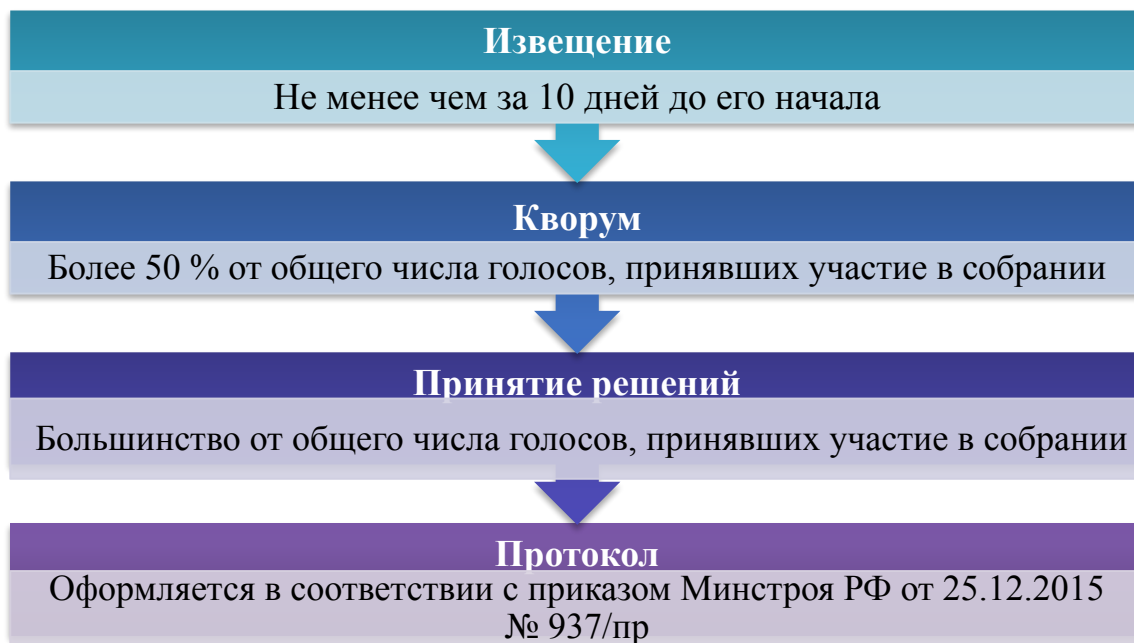 Извещение
Не менее чем за 10 дней до его начала
Кворум
Более 50 % от общего числа голосов, принявших участие в собрании
Принятие решений
Большинство от общего числа голосов, принявших участие в собрании
Протокол
Оформляется в соответствии с приказом Минстроя РФ от 25.12.2015
№ 937/пр